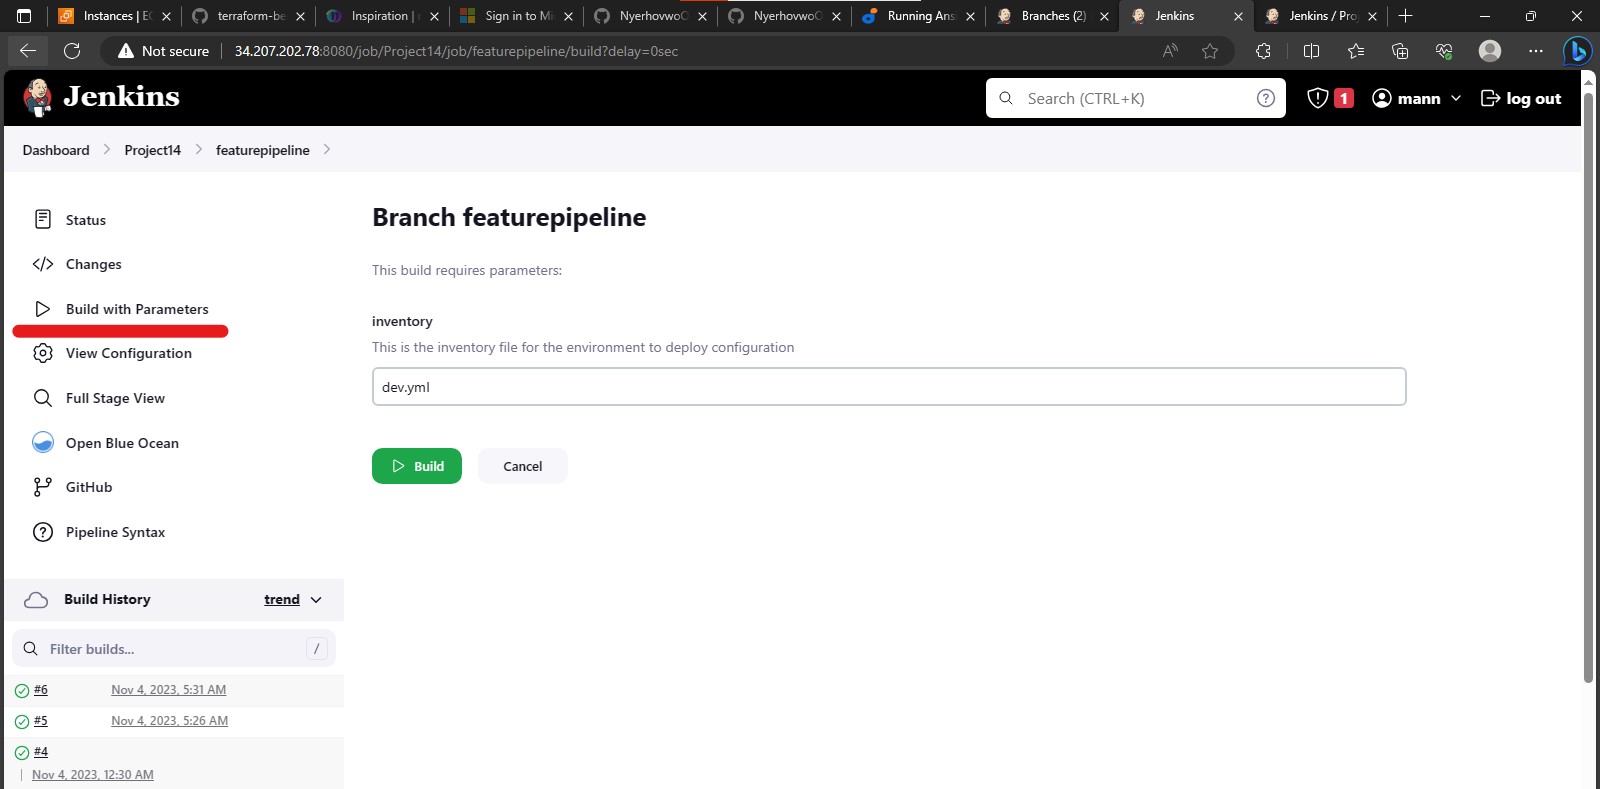 Instances | EC
terraform-be
Inspiration |
Sign in to Mi
NyerhovwoO
NyerhovwoO
Running Ans
Branches (2)
Jenkins
Jenkins / Pro
Not secure
34.207.202.78:8080/job/Project14/job/featurepipeline/build?delay=0sec
Jenkins
Search (CTRL+K)
?
1
mann
log out
Dashboard
Project14
featurepipeline
Status
Changes
Build with Parameters
View Configuration
Full Stage View
Open Blue Ocean
GitHub
Pipeline Syntax
Branch featurepipeline
This build requires parameters:
inventory
This is the inventory file for the environment to deploy configuration
dev.yml
Build
Cancel
Build History
trend
Filter builds...
/
#6 Nov 4, 2023, 5:31 AM
#5 Nov 4, 2023, 5:26 AM
#4
Nov 4, 2023, 12:30 AM